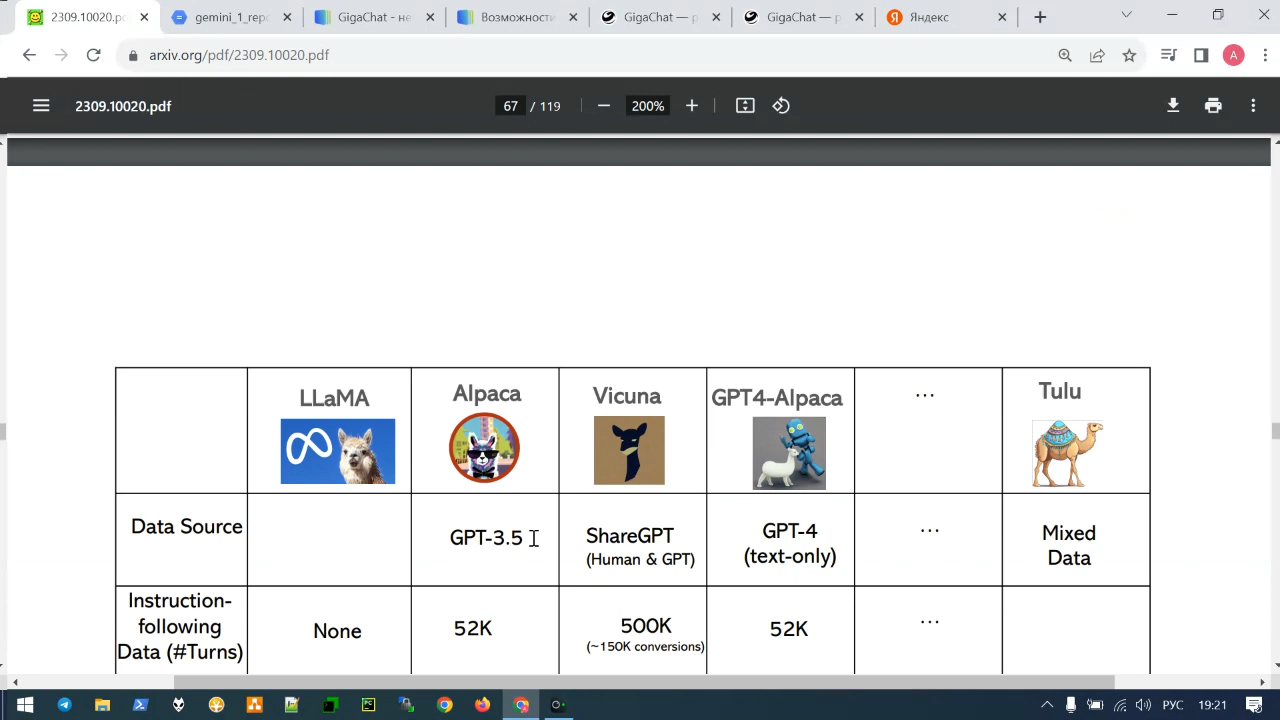 2309.10020.pc
gemini_1_repo
GigaChat - не
Возможности
GigaChat — р
GigaChat — р
Яндекс
arxiv.org/pdf/2309.10020.pdf
A
2309.10020.pdf
67 / 119
200%
LLaMA
Alpaca
Vicuna
GPT4-Alpaca
...
Tulu
Data Source
GPT-3.5
ShareGPT
(Human & GPT)
GPT-4
(text-only)
...
Mixed
Data
Instruction-
following
Data (#Turns)
None
52K
500K
(~150K conversions)
52K
...
РУС
19:21